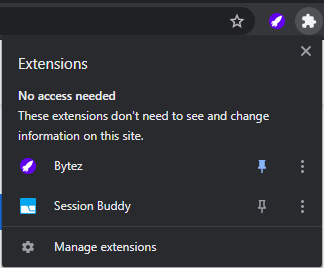 Extensions
No access needed
These extensions don't need to see and change
information on this site.
Bytez
Session Buddy
Manage extensions